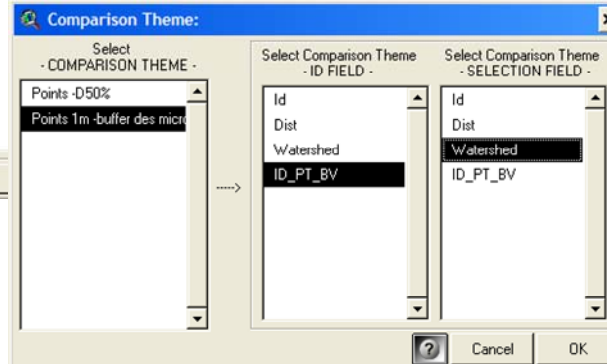 Comparison Theme:
Select
- COMPARISON THEME -
Points -D50%
Points 1m -buffer des micro
----->
Select Comparison Theme
- ID FIELD -
Id
Dist
Watershed
ID_PT_BV
Select Comparison Theme
- SELECTION FIELD -
Id
Dist
Watershed
ID_PT_BV
?
Cancel
OK